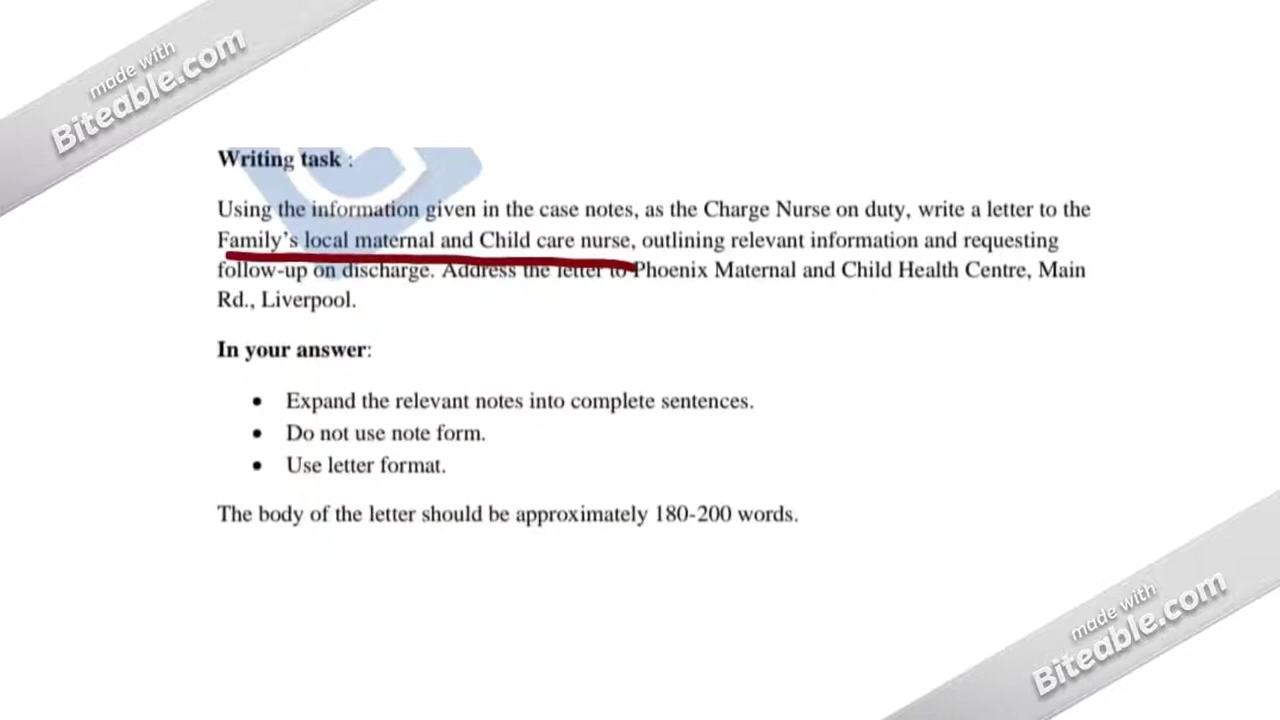 made with
Biteable.com
Writing task :
Using the information given in the case notes, as the Charge Nurse on duty, write a letter to the
Family's local maternal and Child care nurse, outlining relevant information and requesting
follow-up on discharge. Address the letter to Phoenix Maternal and Child Health Centre, Main
Rd., Liverpool.
In your answer:
• Expand the relevant notes into complete sentences.
• Do not use note form.
• Use letter format.
The body of the letter should be approximately 180-200 words.
made with
Biteable.com